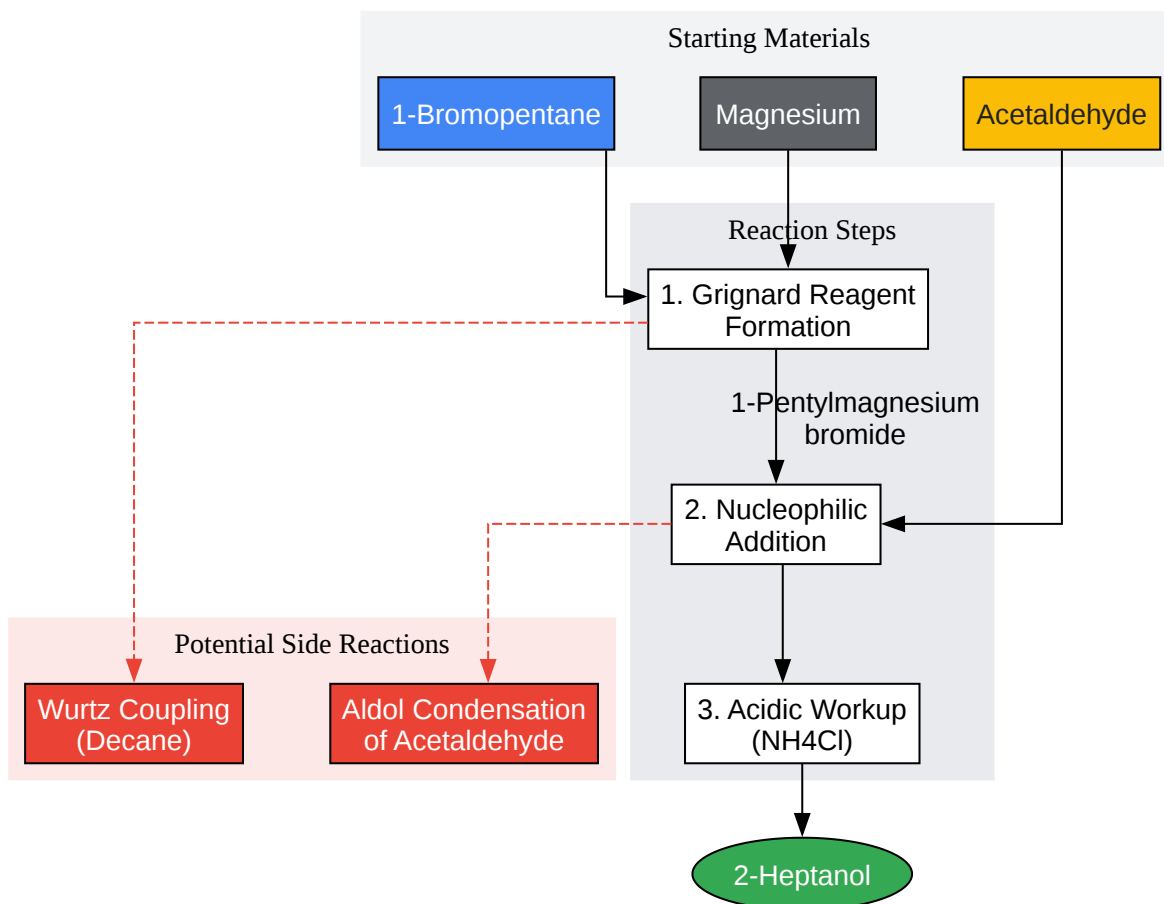 Starting Materials
1-Bromopentane
Magnesium
Acetaldehyde
Reaction Steps
1. Grignard Reagent
Formation
1-Pentylmagnesium
bromide
2. Nucleophilic
Addition
Potential Side Reactions
Wurtz Coupling
(Decane)
Aldol Condensation
of Acetaldehyde
3. Acidic Workup
(NH4Cl)
2-Heptanol